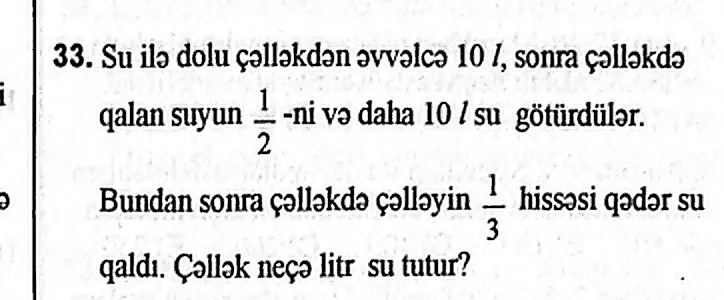 33. Su ilə dolu çəlləkdən əvvəlcə 10 l, sonra çəlləkdə
qalan suyun 1/2 -ni və daha 10 l su götürdülər.
Bundan sonra çəlləkdə çəlləyin 1/3 hissəsi qədər su
qaldı. Çəllək neçə litr su tutur?